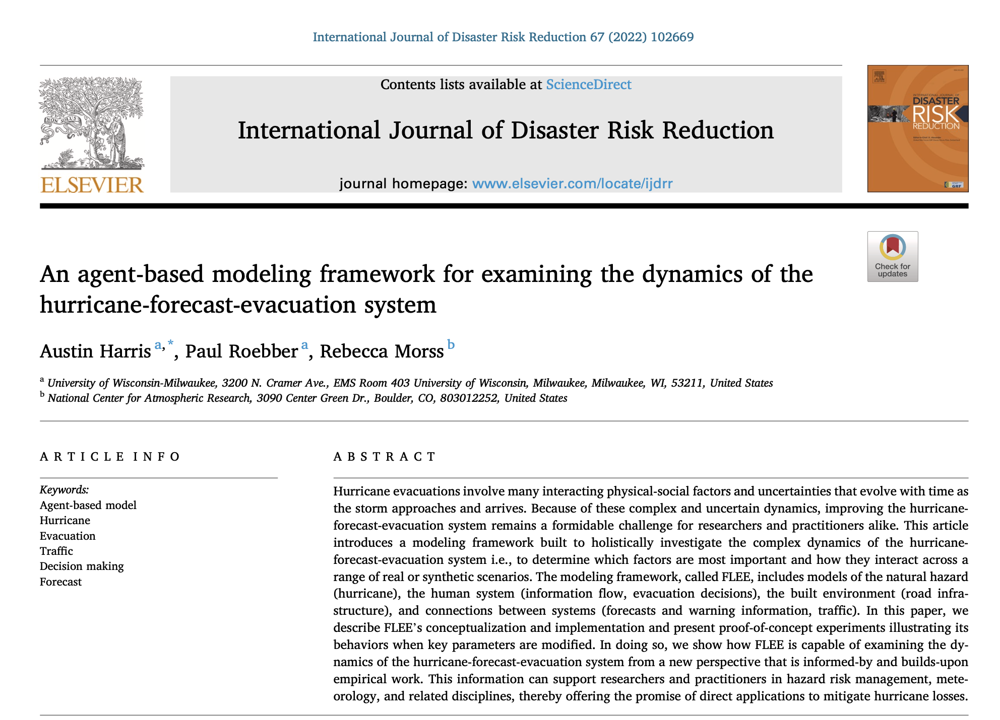 International Journal of Disaster Risk Reduction 67 (2022) 102669
Contents lists available at ScienceDirect
International Journal of Disaster Risk Reduction
journal homepage: www.elsevier.com/locate/ijdrr
NON SOLUS
ELSEVIER
ELSEVIER
INTERNATIONAL JOURNAL OF
DISASTER
RISK
REDUCTION
GRF
Check for
updates
An agent-based modeling framework for examining the dynamics of the
hurricane-forecast-evacuation system
Austin Harris a,*, Paul Roebber a, Rebecca Morss b
a University of Wisconsin-Milwaukee, 3200 N. Cramer Ave., EMS Room 403 University of Wisconsin, Milwaukee, Milwaukee, WI, 53211, United States
b National Center for Atmospheric Research, 3090 Center Green Dr., Boulder, CO, 803012252, United States
A R T I C L E I N F O
Keywords:
Agent-based model
Hurricane
Evacuation
Traffic
Decision making
Forecast
A B S T R A C T
Hurricane evacuations involve many interacting physical-social factors and uncertainties that evolve with time as
the storm approaches and arrives. Because of these complex and uncertain dynamics, improving the hurricane-
forecast-evacuation system remains a formidable challenge for researchers and practitioners alike. This article
introduces a modeling framework built to holistically investigate the complex dynamics of the hurricane-
forecast-evacuation system i.e., to determine which factors are most important and how they interact across a
range of real or synthetic scenarios. The modeling framework, called FLEE, includes models of the natural hazard
(hurricane), the human system (information flow, evacuation decisions), the built environment (road infra-
structure), and connections between systems (forecasts and warning information, traffic). In this paper, we
describe FLEE's conceptualization and implementation and present proof-of-concept experiments illustrating its
behaviors when key parameters are modified. In doing so, we show how FLEE is capable of examining the dy-
namics of the hurricane-forecast-evacuation system from a new perspective that is informed-by and builds-upon
empirical work. This information can support researchers and practitioners in hazard risk management, mete-
orology, and related disciplines, thereby offering the promise of direct applications to mitigate hurricane losses.